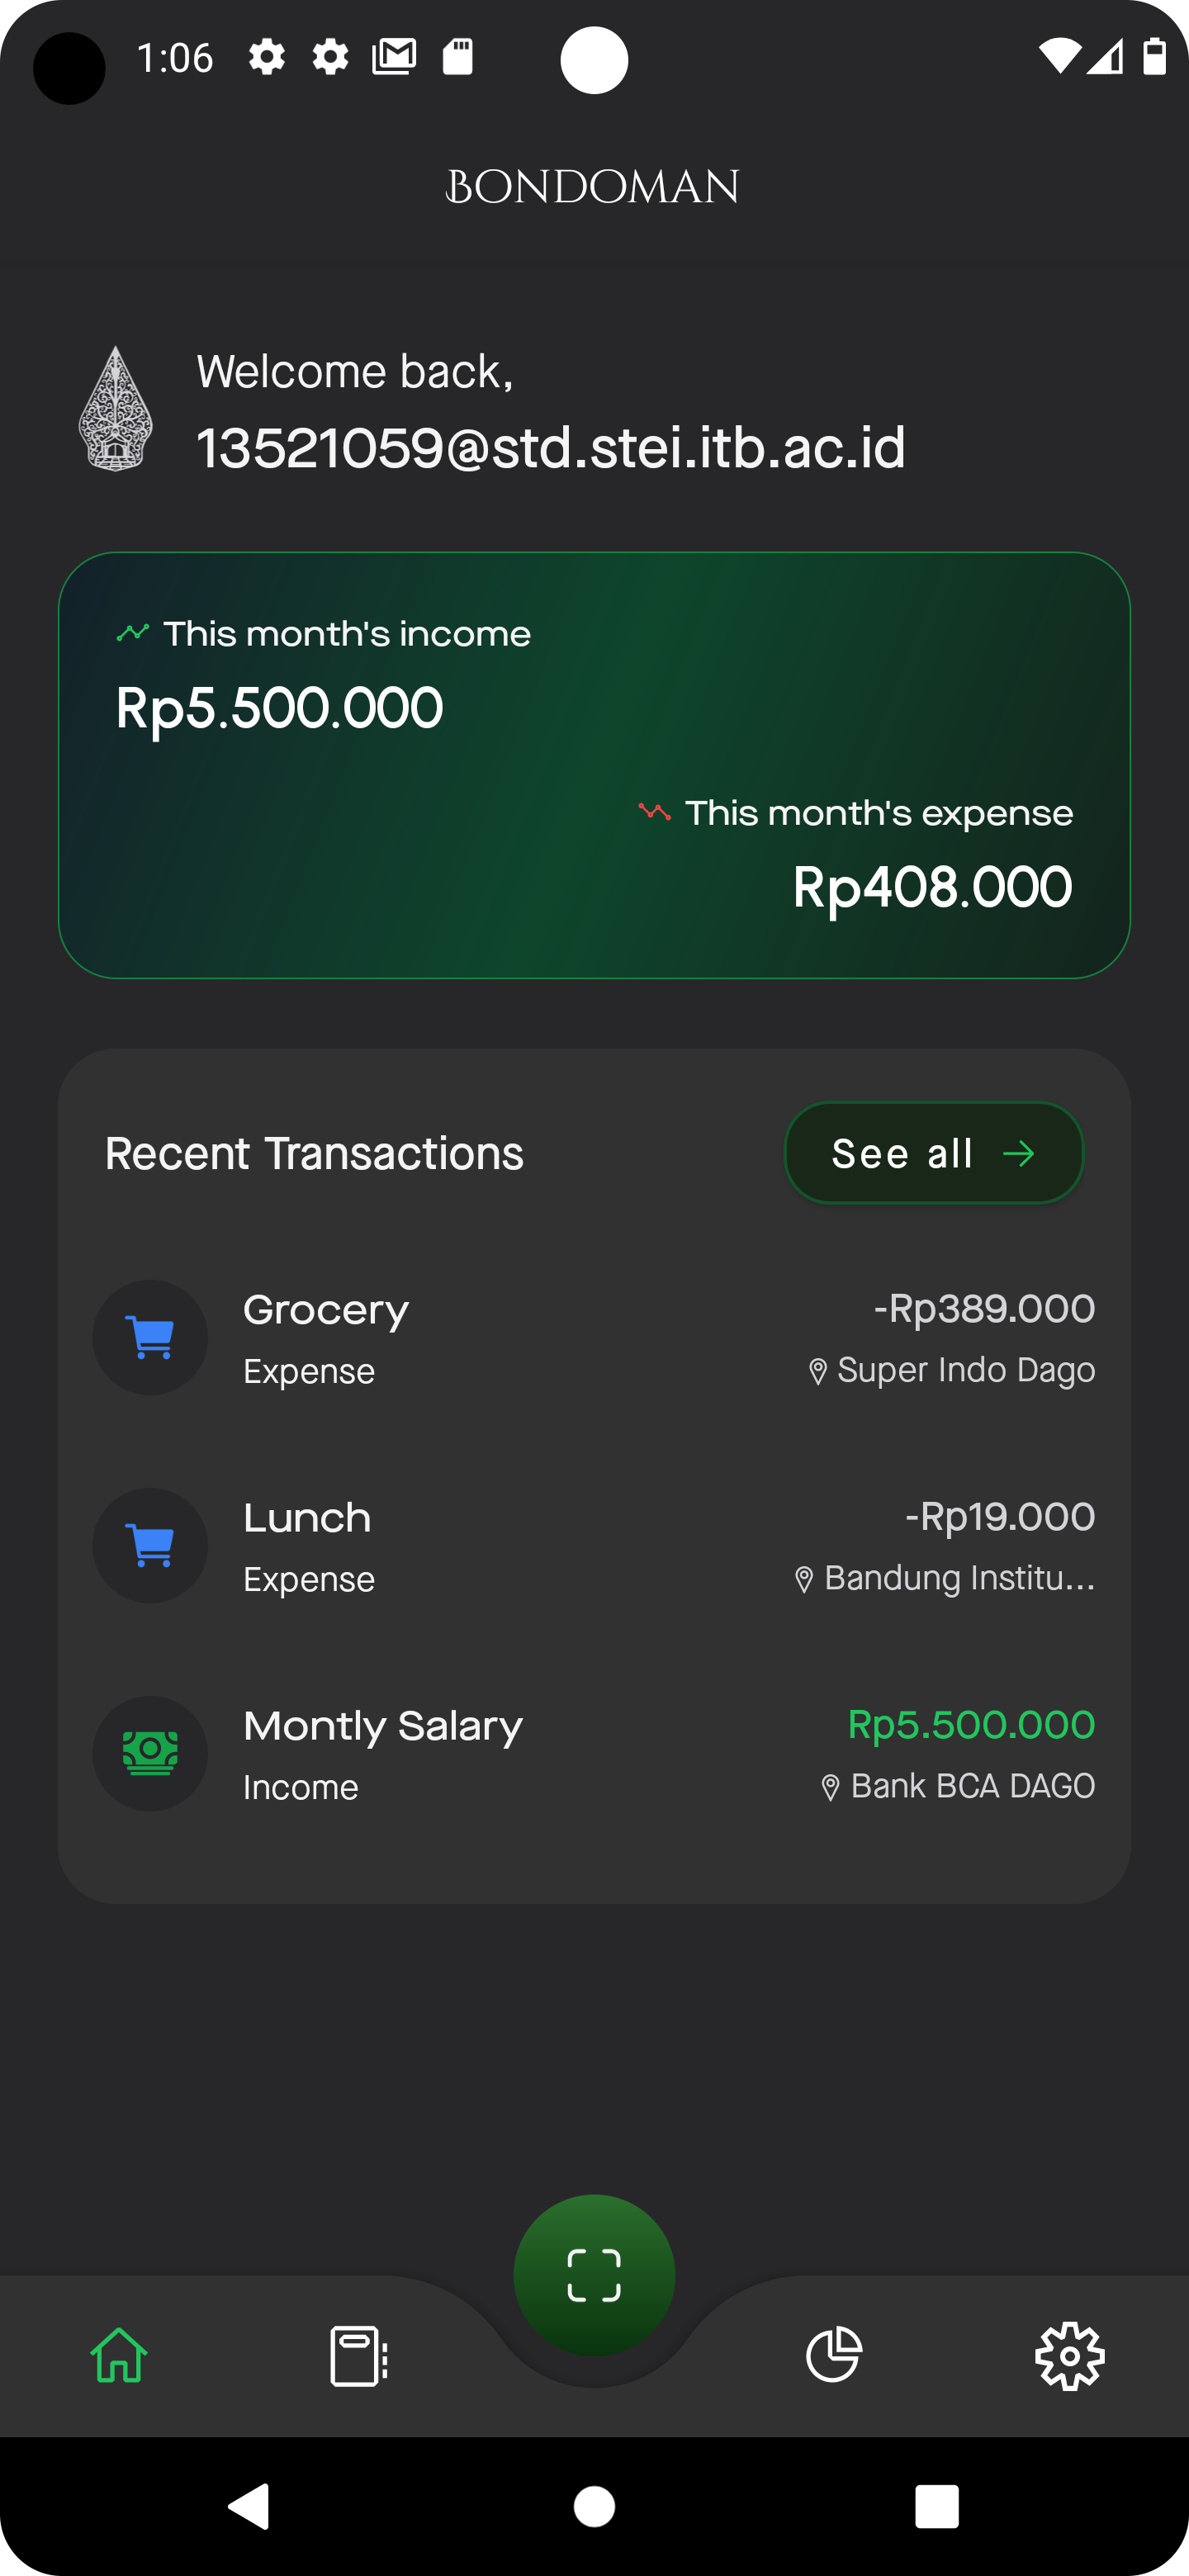 1:06
BONDOMAN
Welcome back,
13521059@std.stei.itb.ac.id
This month's income
Rp5.500.000
This month's expense
Rp408.000
Recent Transactions
See all
Grocery
-Rp389.000
Expense
Super Indo Dago
Lunch
-Rp19.000
Expense
Bandung Institu...
Montly Salary
Rp5.500.000
Income
Bank BCA DAGO